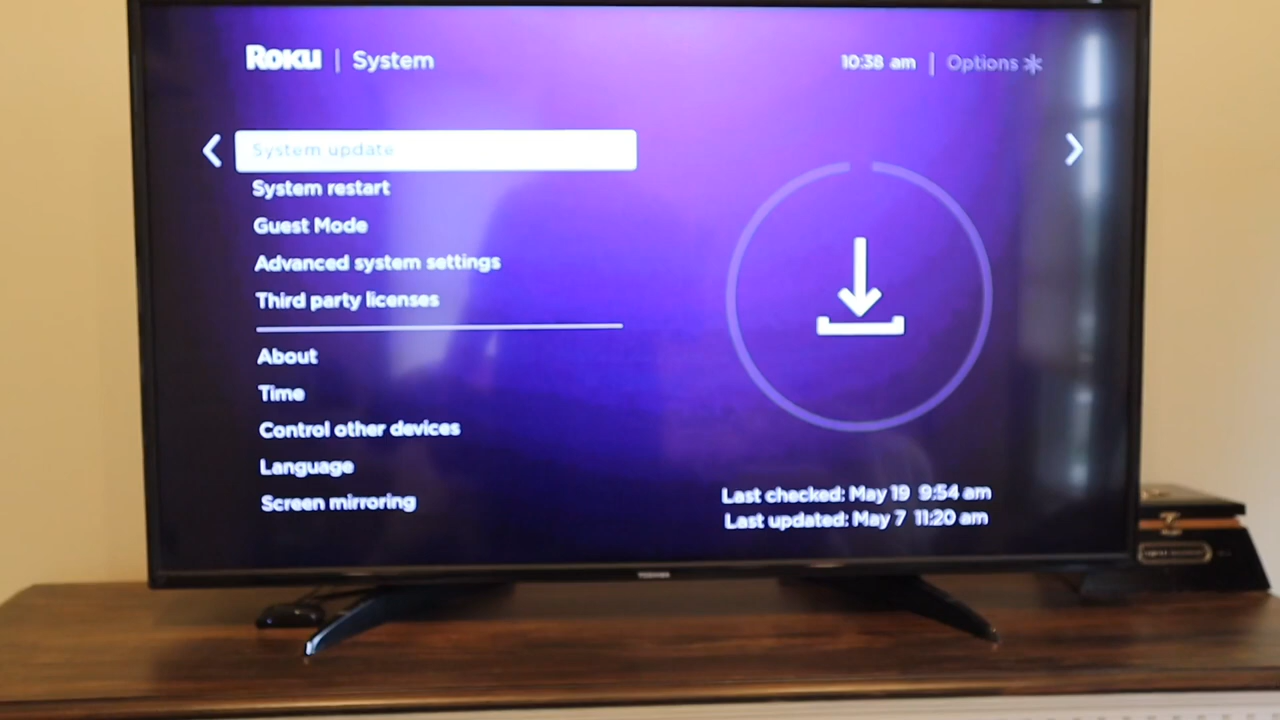 Roku | System
10:38 am | Options
System update
System restart
Guest Mode
Advanced system settings
Third party licenses
About
Time
Control other devices
Language
Screen mirroring
Last checked: May 19 9:54 am
Last updated: May 7 11:20 am
TOSHIBA